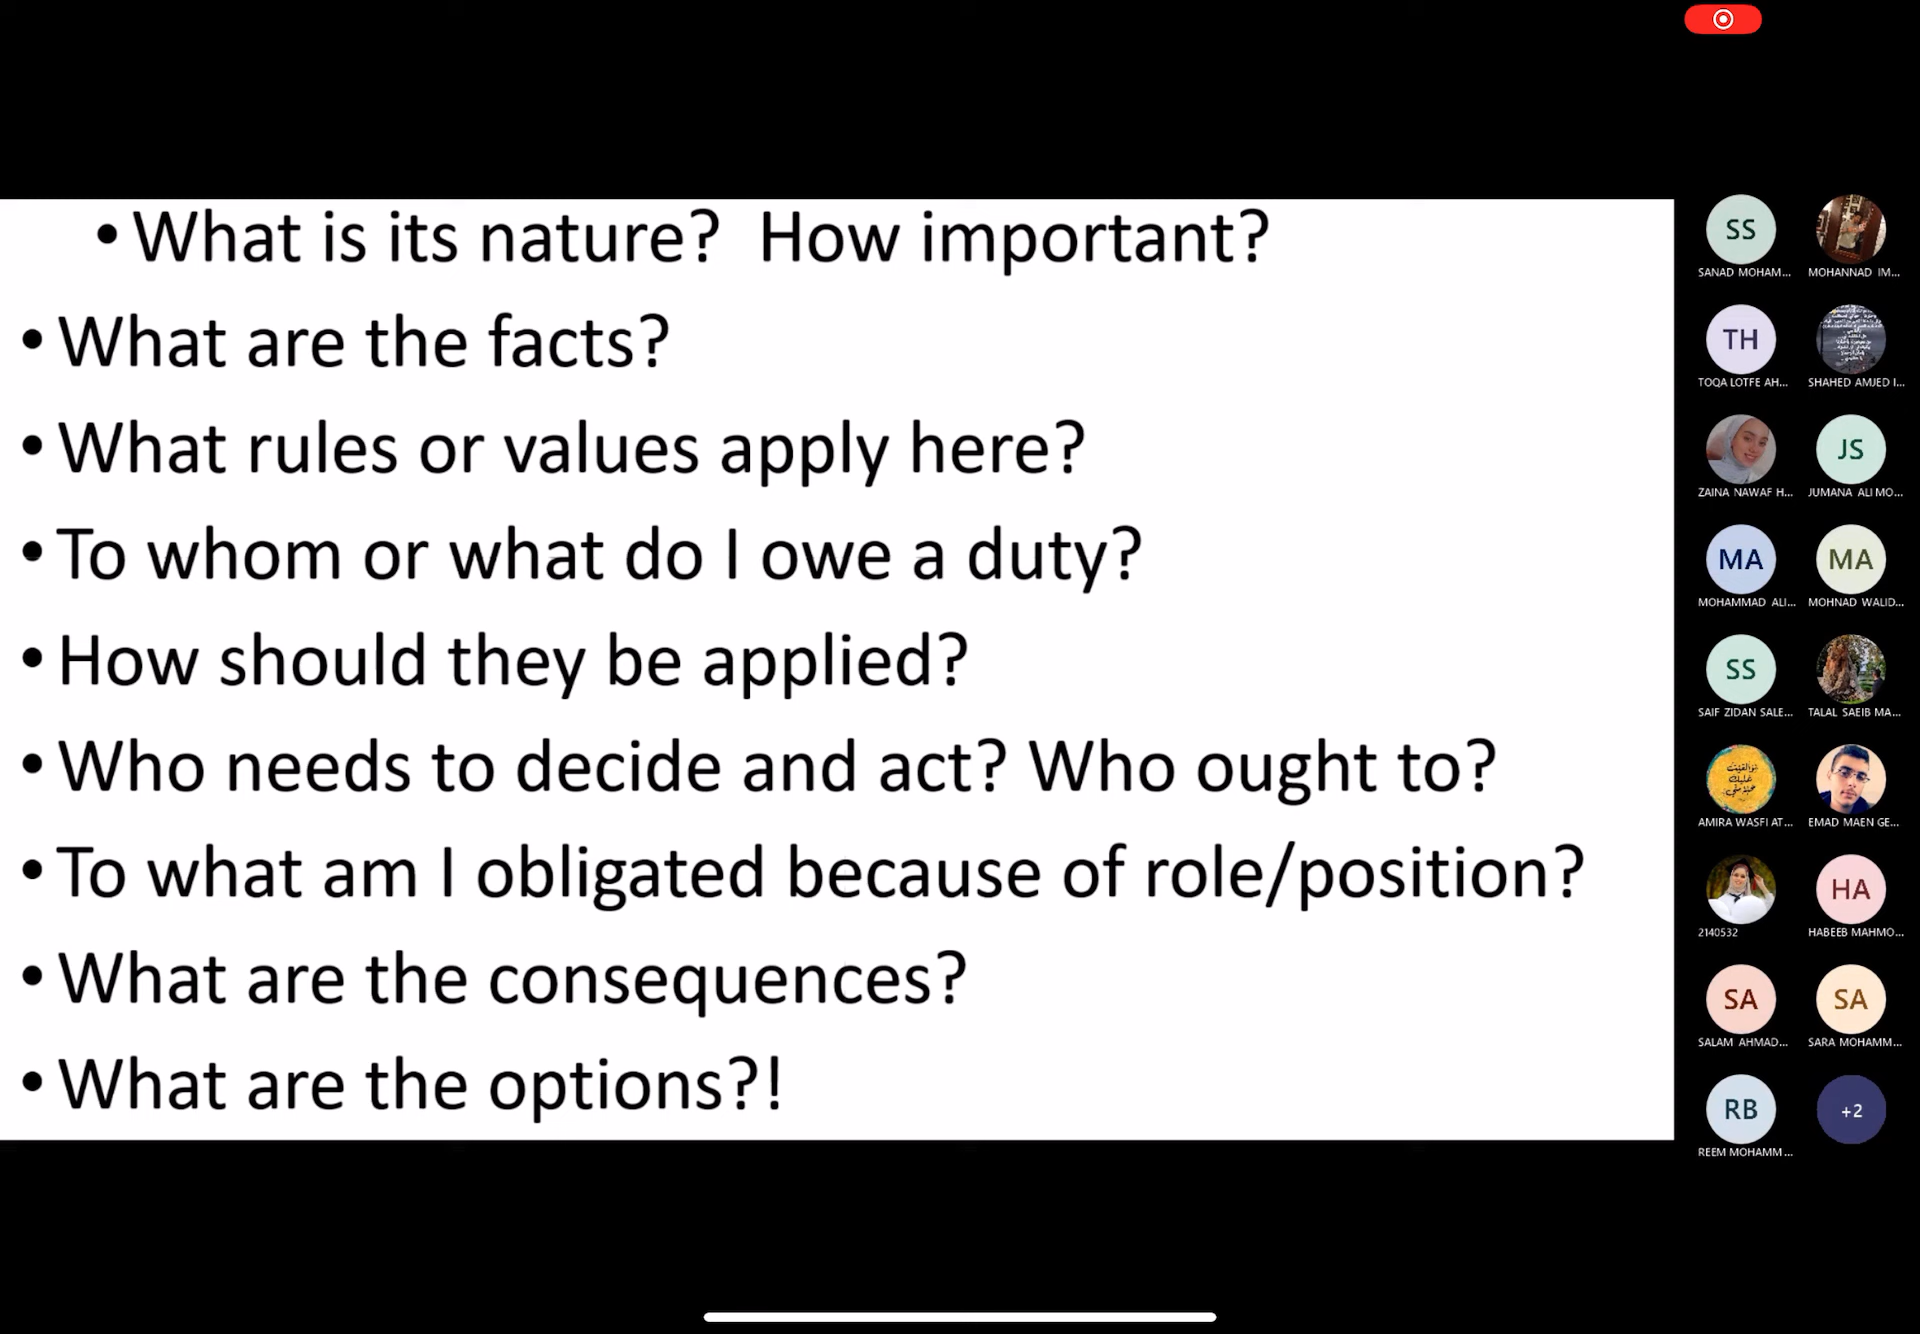 • What is its nature?  How important?
• What are the facts?
• What rules or values apply here?
• To whom or what do I owe a duty?
• How should they be applied?
• Who needs to decide and act? Who ought to?
• To what am I obligated because of role/position?
• What are the consequences?
• What are the options?!
SS
SANAD MOHAM...
MOHANNAD IM...
TH
TOQA LOTFE AH...
SHAHED AMJED I...
ZAINA NAWAF H...
JS
JUMANA ALI MO...
MA
MOHAMMAD ALI...
MA
MOHNAD WALID...
SS
SAIF ZIDAN SALE...
TALAL SAEIB MA...
AMIRA WASFI AT...
EMAD MAEN GE...
2140532
HA
HABEEB MAHMO...
SA
SALAM AHMAD...
SA
SARA MOHAMM...
RB
REEM MOHAMM...
+2